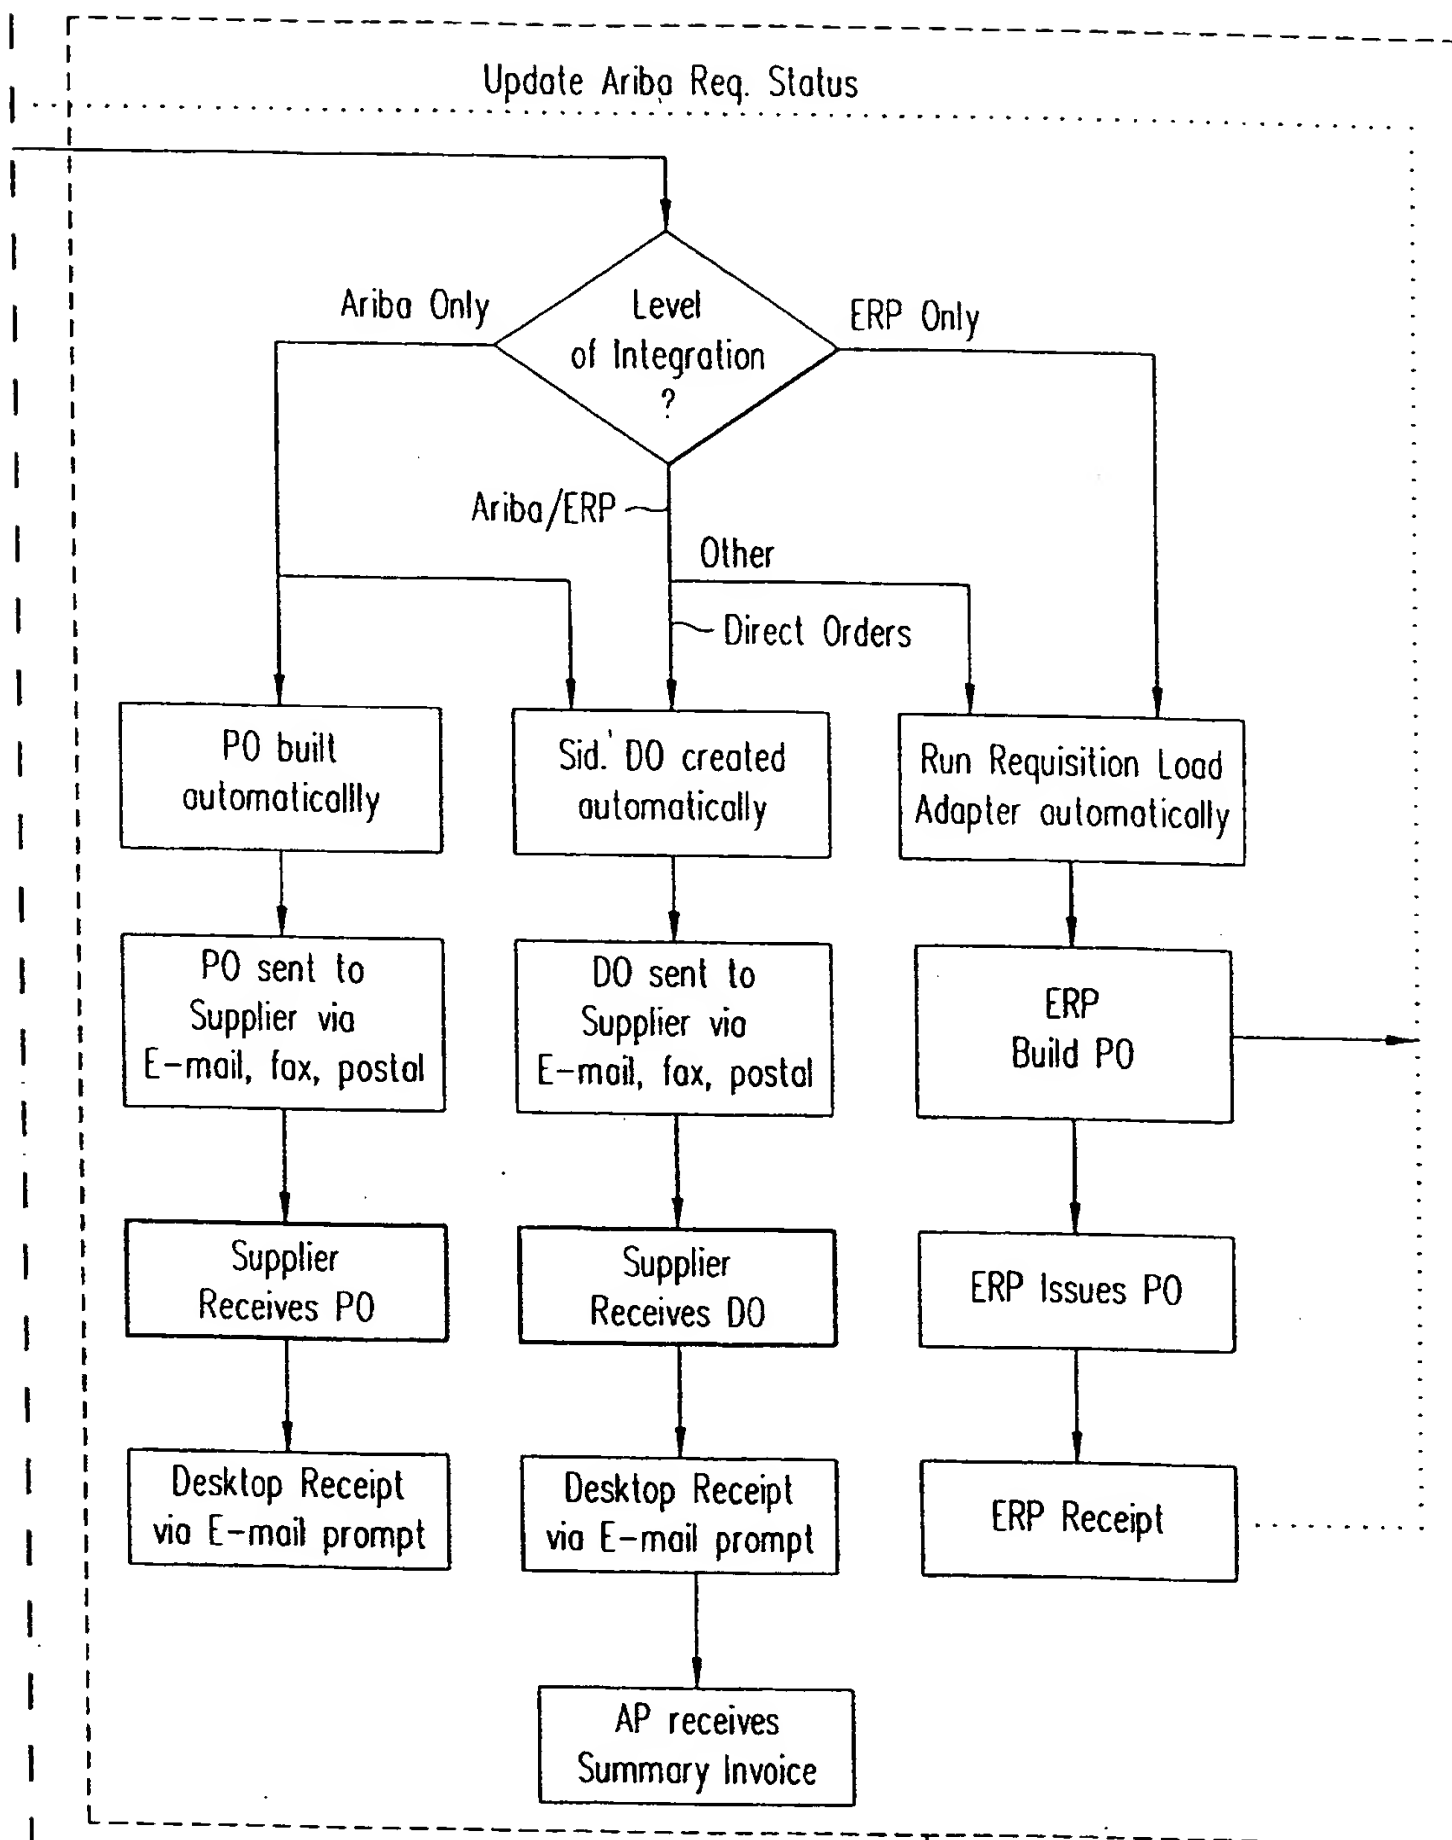 Update Ariba Req. Status
Ariba Only
Level
of Integration
?
ERP Only
Ariba/ERP
Other
Direct Orders
PO built
automaticallly
Sid.' DO created
automatically
Run Requisition Load
Adapter automatically
PO sent to
Supplier via
E-mail, fax, postal
DO sent to
Supplier via
E-mail, fax, postal
ERP
Build PO
Supplier
Receives PO
Supplier
Receives DO
ERP Issues PO
Desktop Receipt
via E-mail prompt
Desktop Receipt
via E-mail prompt
ERP Receipt
AP receives
Summary Invoice